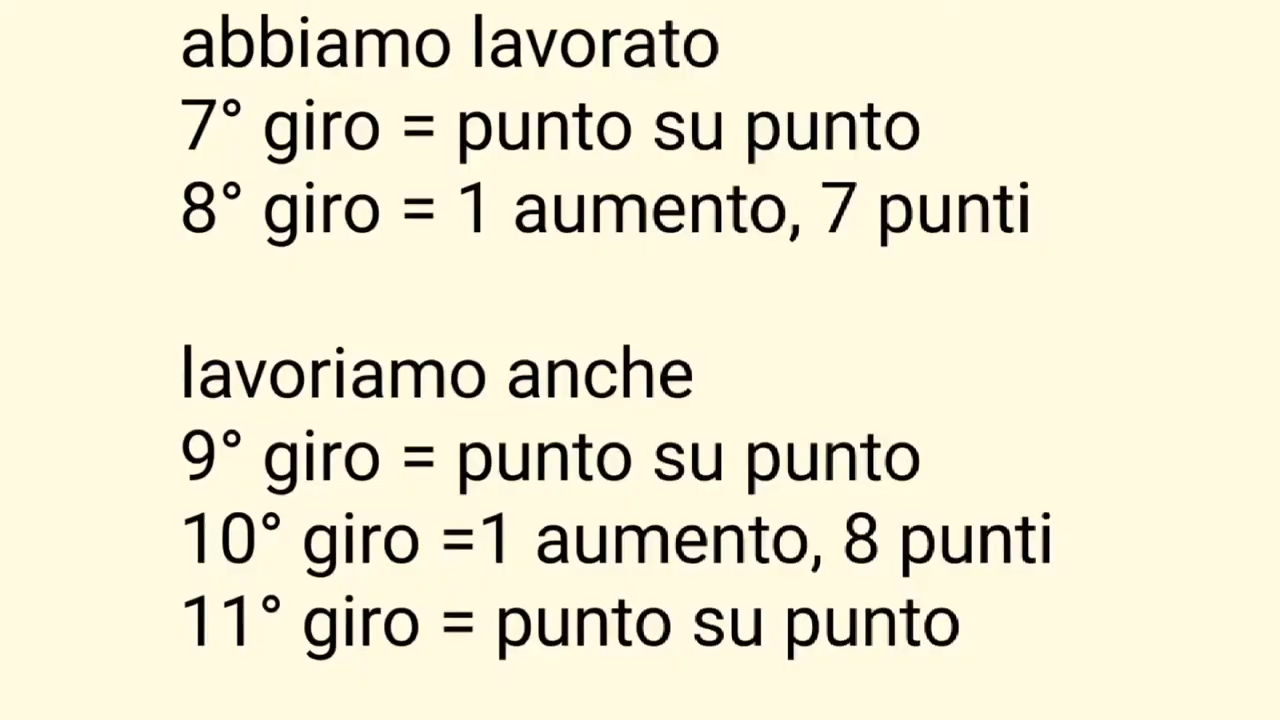 abbiamo lavorato
7° giro = punto su punto
8° giro = 1 aumento, 7 punti
lavoriamo anche
9° giro = punto su punto
10° giro =1 aumento, 8 punti
11° giro = punto su punto